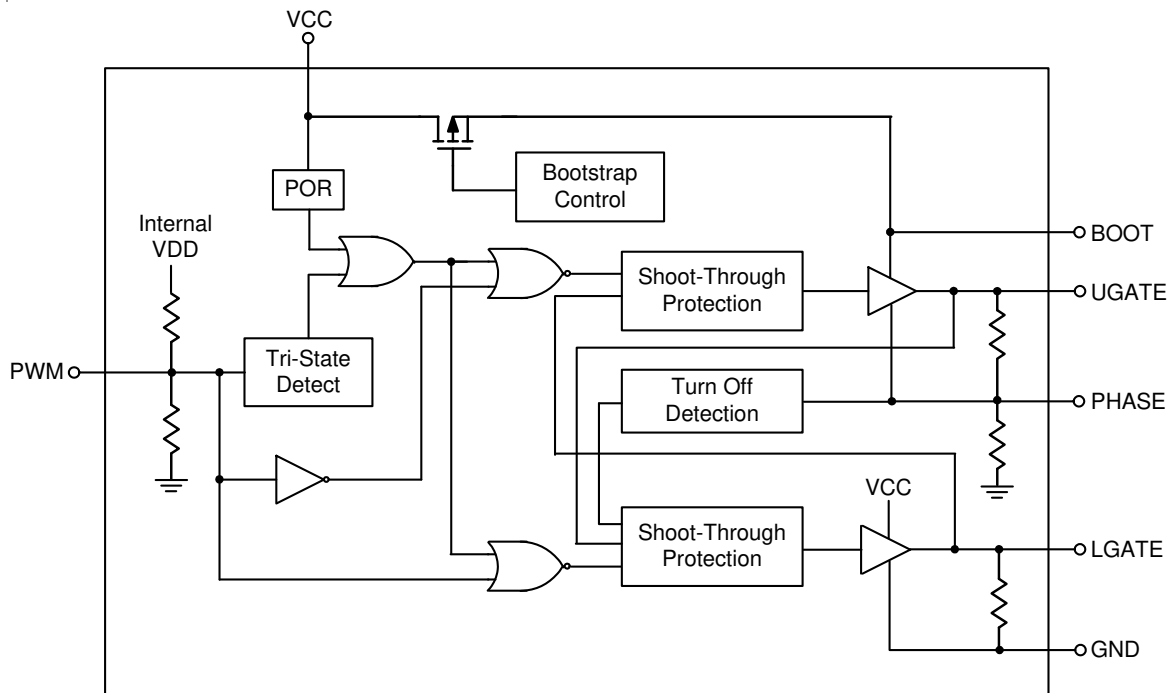 VCC
POR
Bootstrap
Control
Internal
VDD
BOOT
Shoot-Through
Protection
UGATE
PWM
Tri-State
Detect
Turn Off
Detection
PHASE
VCC
Shoot-Through
Protection
LGATE
GND